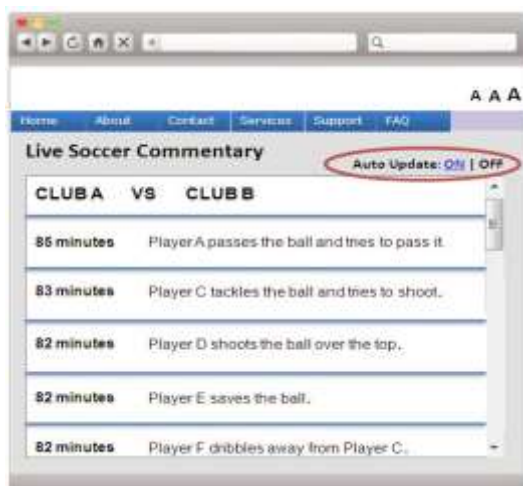 A A A
Home About Contact Services Support FAQ
Live Soccer Commentary
Auto Update: ON | OFF
CLUB A VS CLUB B
85 minutes Player A passes the ball and tries to pass it
83 minutes Player C tackles the ball and tries to shoot.
82 minutes Player D shoots the ball over the top.
82 minutes Player E saves the ball.
82 minutes Player F dribbles away from Player C.